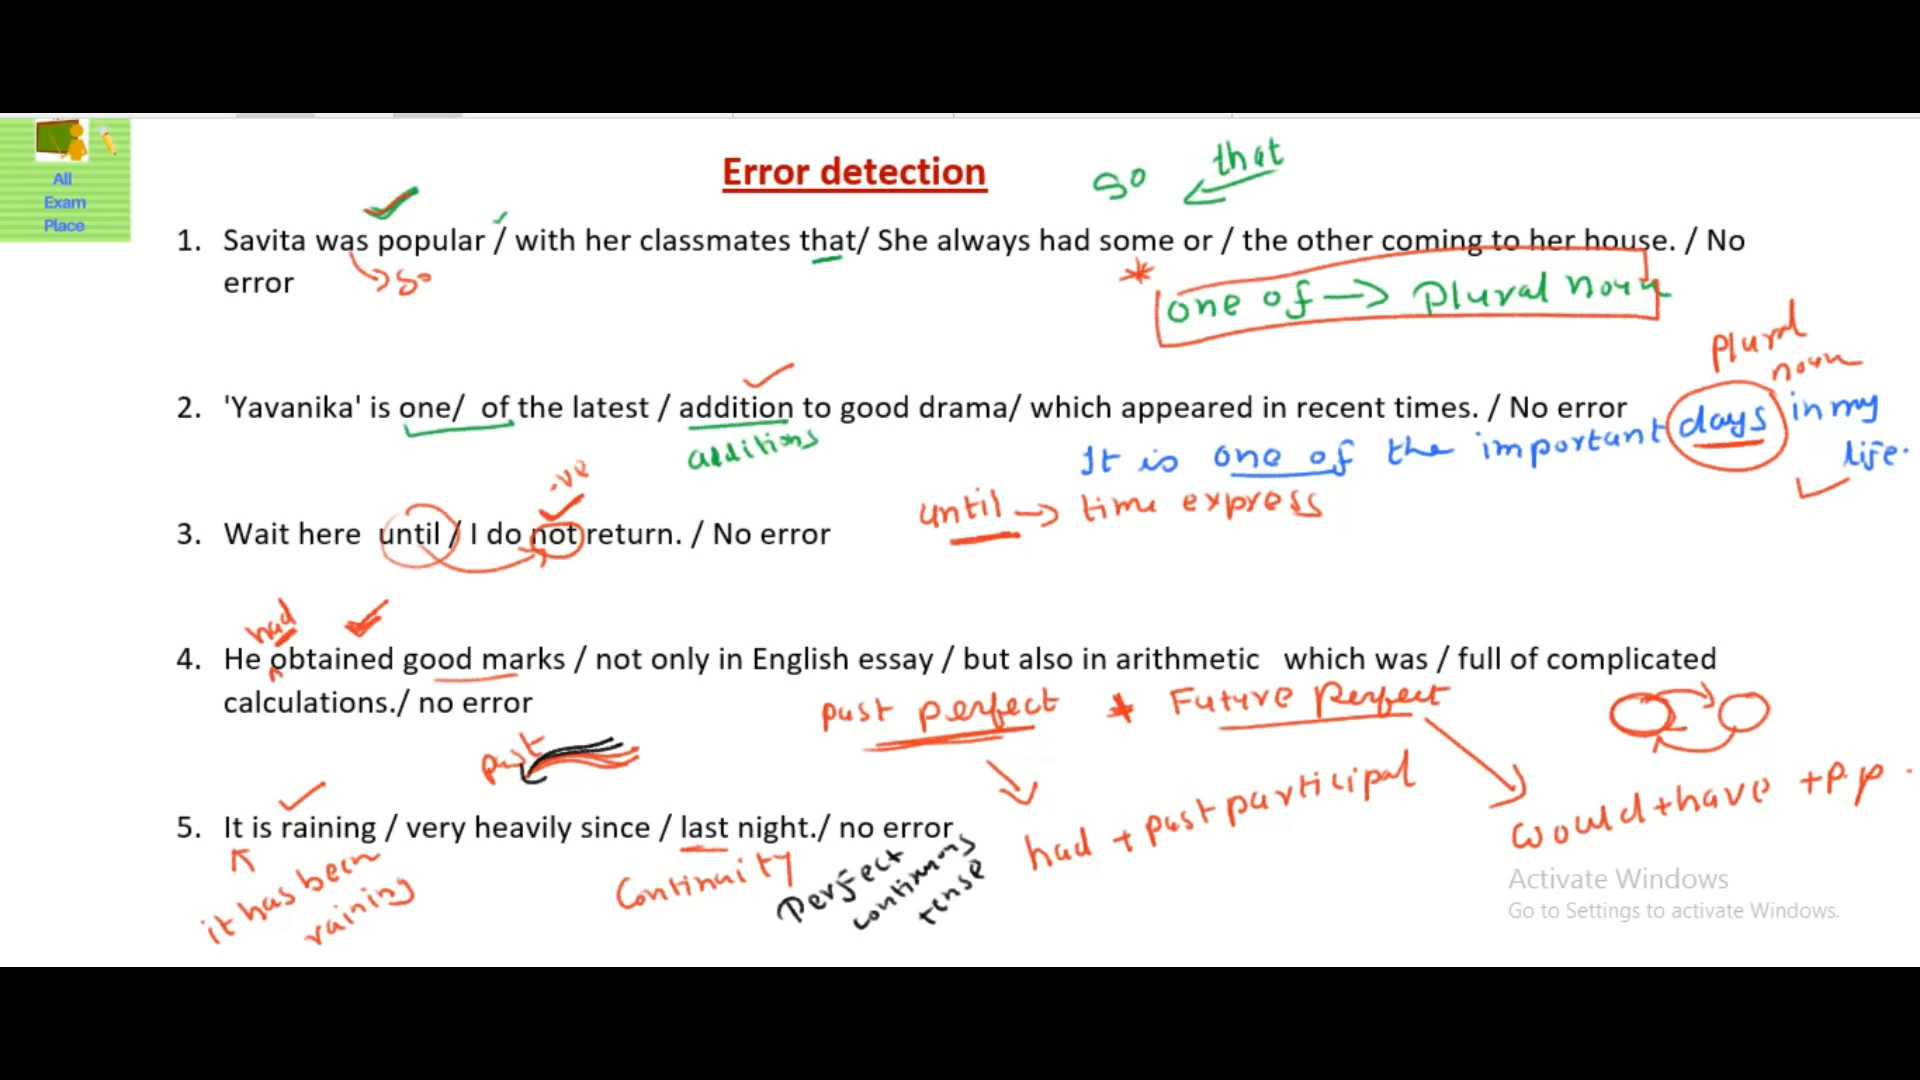 All
Exam
Place
Error detection
so that
1. Savita was popular / with her classmates that/ She always had some or / the other coming to her house. / No
error
so
* one of -> plural noun
plural
noun
2. 'Yavanika' is one/ of the latest / addition to good drama/ which appeared in recent times. / No error
additions
It is one of the important days in my
life.
-ve
until -> time express
3. Wait here until / I do not return. / No error
had
4. He obtained good marks / not only in English essay / but also in arithmetic which was / full of complicated
calculations./ no error
past perfect * Future perfect
past
had + past participal
would+have +p.p.
5. It is raining / very heavily since / last night./ no error
it has been
raining
Continuity
Perfect
continuous
tense
Activate Windows
Go to Settings to activate Windows.